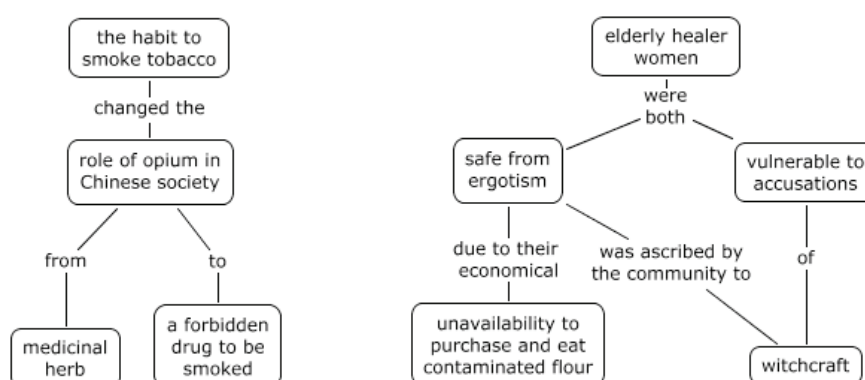 the habit to
smoke tobacco
changed the
role of opium in
Chinese society
from
to
medicinal
herb
a forbidden
drug to be
smoked
elderly healer
women
were
both
safe from
ergotism
vulnerable to
accusations
due to their
economical
was ascribed by
the community to
of
unavailability to
purchase and eat
contaminated flour
witchcraft